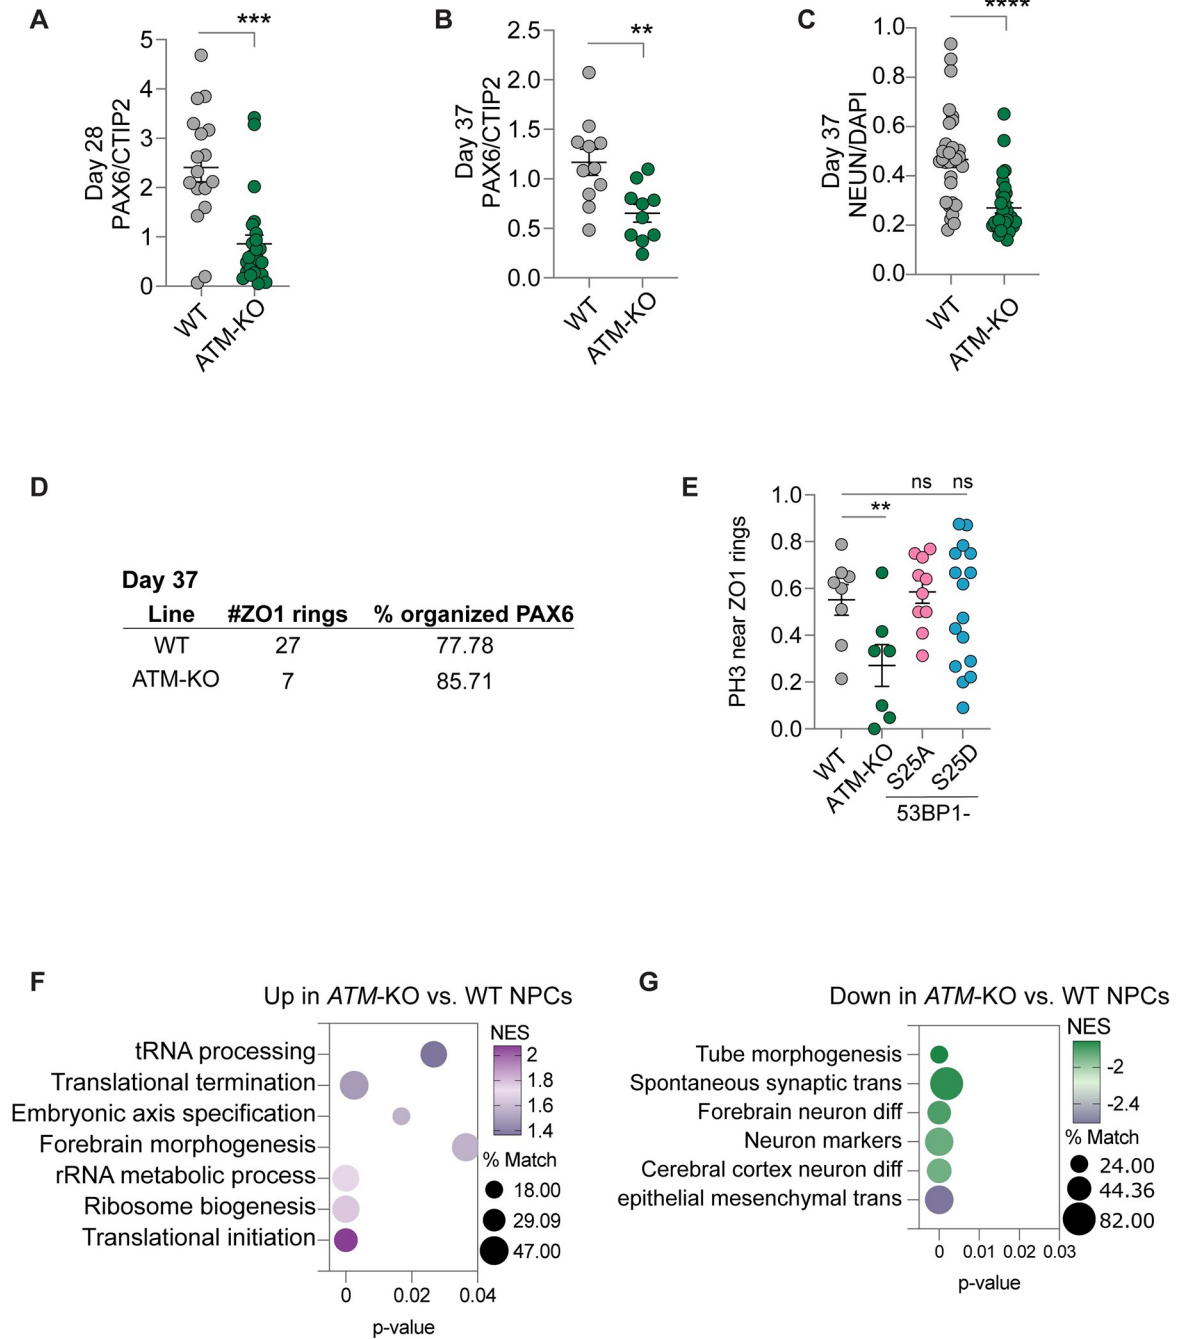 A
***
Day 28
PAX6/CTIP2
5
4
3
2
1
0
WT
ATM-KO
B
**
Day 37
PAX6/CTIP2
2.5
2.0
1.5
1.0
0.5
0.0
WT
ATM-KO
C
****
Day 37
NEUN/DAPI
1.0
0.8
0.6
0.4
0.2
0.0
WT
ATM-KO
D
Day 37
Line #ZO1 rings % organized PAX6
WT 27 77.78
ATM-KO 7 85.71
E
ns ns
**
PH3 near ZO1 rings
1.0
0.8
0.6
0.4
0.2
0.0
WT
ATM-KO
S25A
S25D
53BP1-
F
Up in ATM-KO vs. WT NPCs
tRNA processing
Translational termination
Embryonic axis specification
Forebrain morphogenesis
rRNA metabolic process
Ribosome biogenesis
Translational initiation
0 0.02 0.04
p-value
NES
2
1.8
1.6
1.4
% Match
18.00
29.09
47.00
G
Down in ATM-KO vs. WT NPCs
Tube morphogenesis
Spontaneous synaptic trans
Forebrain neuron diff
Neuron markers
Cerebral cortex neuron diff
epithelial mesenchymal trans
0 0.01 0.02 0.03
p-value
NES
-2
-2.4
% Match
24.00
44.36
82.00